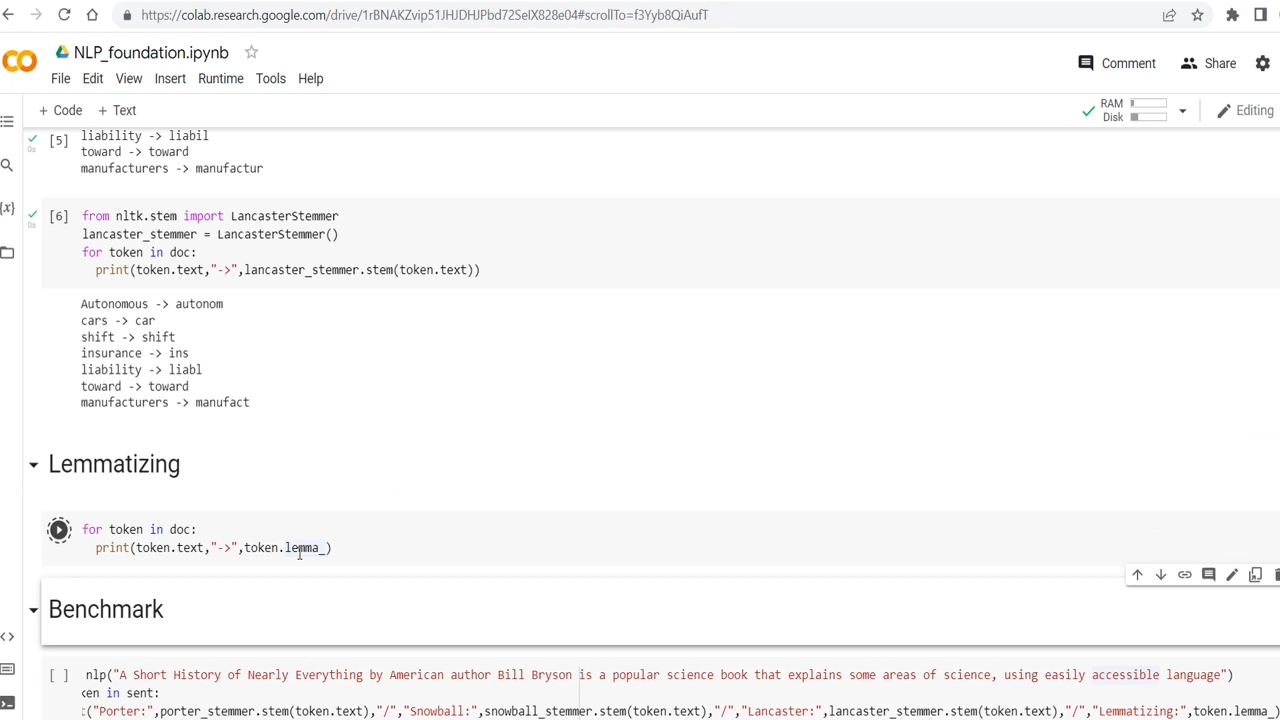 https://colab.research.google.com/drive/1rBNAKZvip51JHJDHJPbd72SelX828e04#scrollTo=f3Yyb8QiAufT
NLP_foundation.ipynb
Comment
Share
File Edit View Insert Runtime Tools Help
+ Code + Text
RAM
Disk
Editing
[5]
liability -> liabil
toward -> toward
manufacturers -> manufactur
[6]
from nltk.stem import LancasterStemmer
lancaster_stemmer = LancasterStemmer()
for token in doc:
print(token.text,"->",lancaster_stemmer.stem(token.text))
Autonomous -> autonom
cars -> car
shift -> shift
insurance -> ins
liability -> liabl
toward -> toward
manufacturers -> manufact
Lemmatizing
for token in doc:
print(token.text,"->",token.lemma_)
Benchmark
[ ] nlp("A Short History of Nearly Everything by American author Bill Bryson is a popular science book that explains some areas of science, using easily accessible language")
ken in sent:
t("Porter:",porter_stemmer.stem(token.text),"/","Snowball:",snowball_stemmer.stem(token.text),"/","Lancaster:",lancaster_stemmer.stem(token.text),"/","Lemmatizing:",token.lemma_)